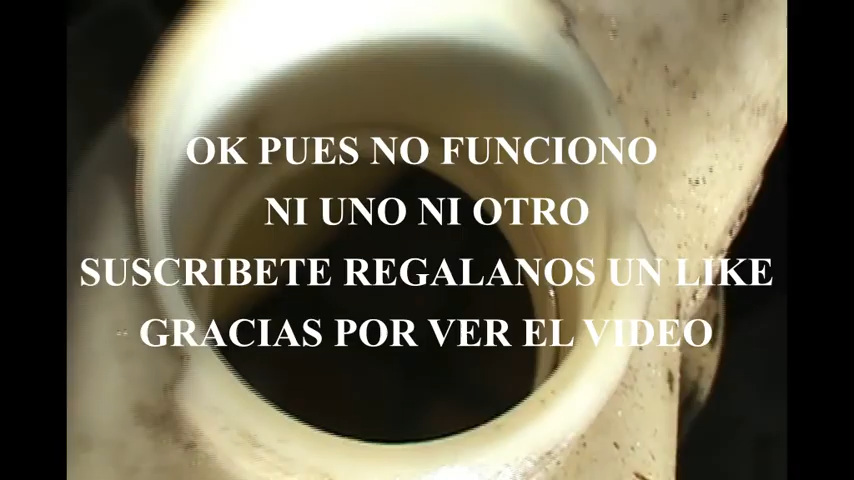 OK PUES NO FUNCIONO
NI UNO NI OTRO
SUSCRIBETE REGALANOS UN LIKE
GRACIAS POR VER EL VIDEO